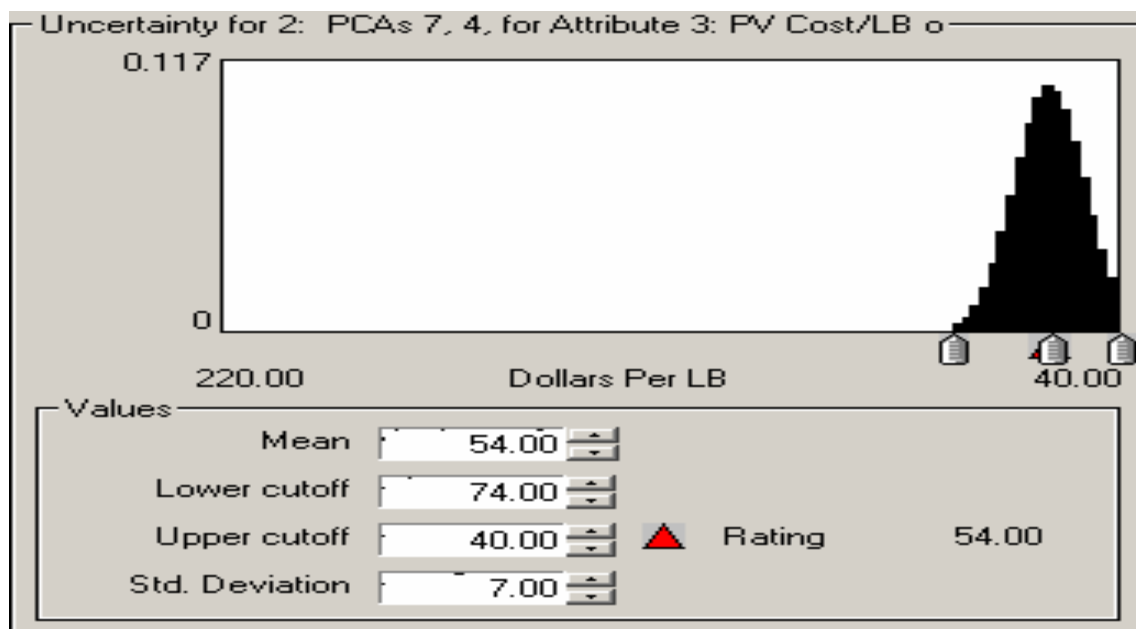 Uncertainty for 2: PCAs 7, 4, for Attribute 3: PV Cost/LB o
0.117
0
220.00 Dollars Per LB 40.00
Values
Mean 54.00
Lower cutoff 74.00
Upper cutoff 40.00 Rating 54.00
Std. Deviation 7.00